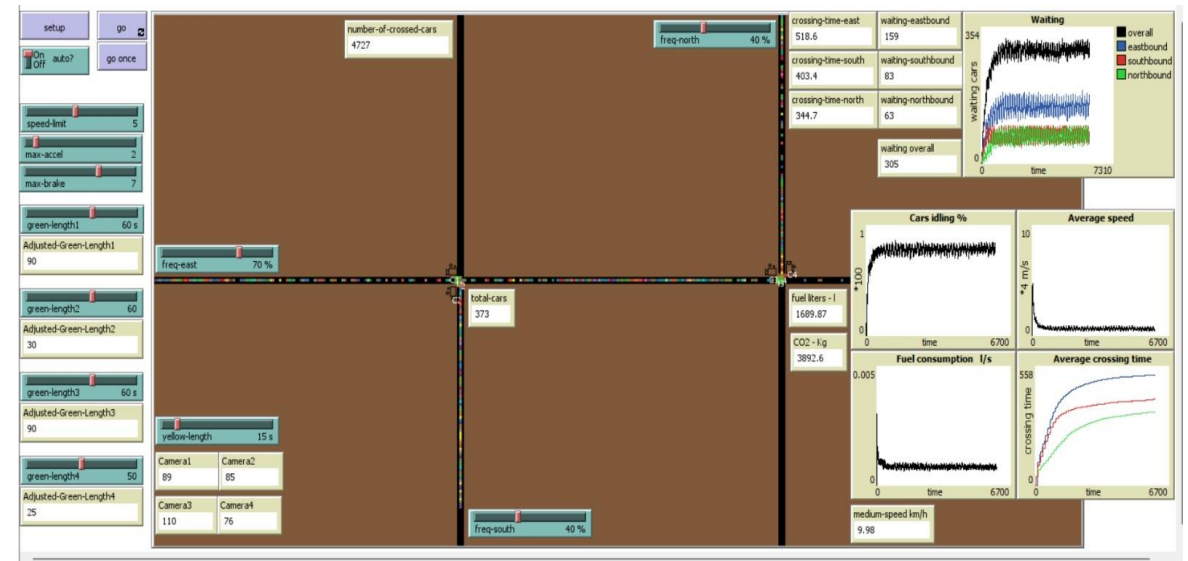 setup
go
On
Off
auto?
go once
speed-limit 5
max-accel 2
max-brake 7
green-length1 60 s
Adjusted-Green-Length1
90
green-length2 60
Adjusted-Green-Length2
30
green-length3 60 s
Adjusted-Green-Length3
90
green-length4 50
Adjusted-Green-Length4
25
number-of-crossed-cars
4727
freq-north 40 %
freq-east 70 %
total-cars
373
yellow-length 15 s
Camera1
89
Camera2
85
Camera3
110
Camera4
76
freq-south 40 %
crossing-time-east
518.6
waiting-eastbound
159
crossing-time-south
403.4
waiting-southbound
83
crossing-time-north
344.7
waiting-northbound
63
waiting overall
305
Waiting
354
waiting cars
0
0
time
7310
overall
eastbound
southbound
northbound
fuel liters - l
1689.87
CO2 - Kg
3892.6
Cars idling %
1
*100
0
0
time
6700
Average speed
10
*4 m/s
0
0
time
6700
Fuel consumption l/s
0.005
0
0
time
6700
Average crossing time
558
crossing time
0
0
time
6700
medium-speed km/h
9.98